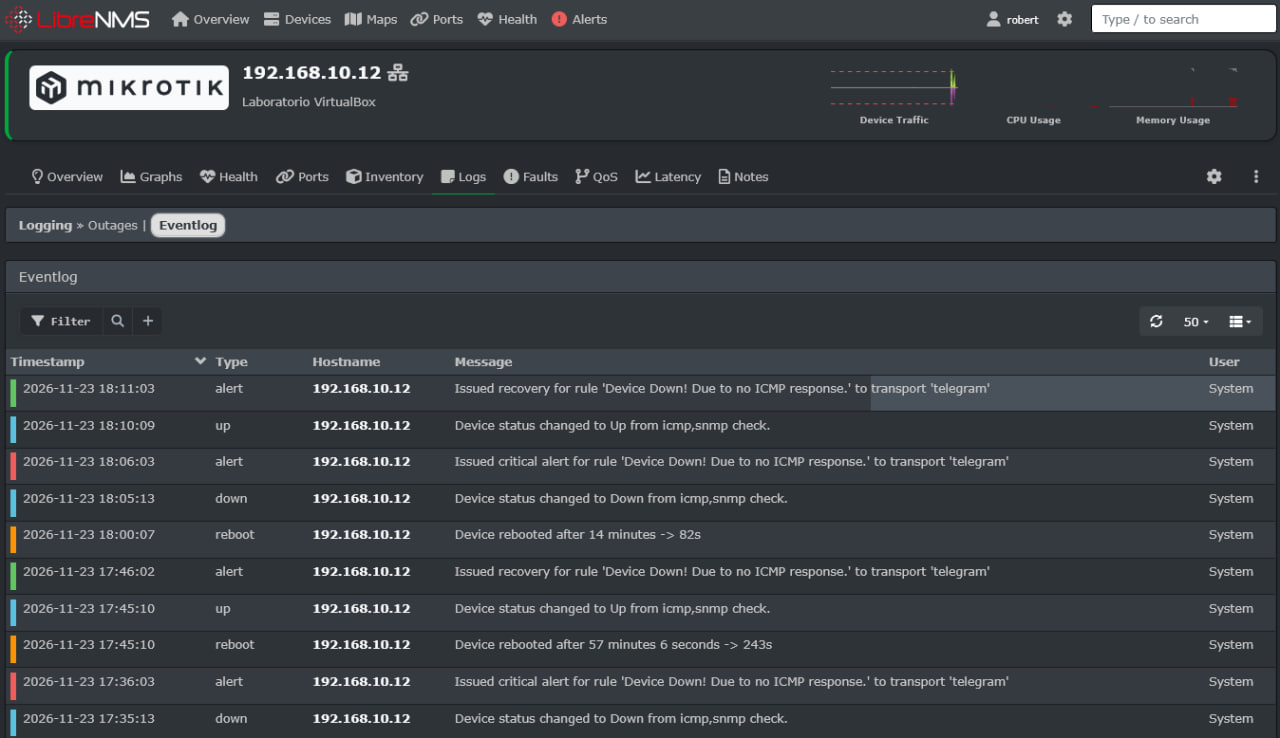 LibreNMS Overview Devices Maps Ports Health Alerts robert Type / to search
mikrotik
192.168.10.12
Laboratorio VirtualBox
Device Traffic CPU Usage Memory Usage
Overview Graphs Health Ports Inventory Logs Faults QoS Latency Notes
Logging » Outages | Eventlog
Eventlog
Filter 50
Timestamp Type Hostname Message User
2026-11-23 18:11:03 alert 192.168.10.12 Issued recovery for rule 'Device Down! Due to no ICMP response.' to transport 'telegram' System
2026-11-23 18:10:09 up 192.168.10.12 Device status changed to Up from icmp,snmp check. System
2026-11-23 18:06:03 alert 192.168.10.12 Issued critical alert for rule 'Device Down! Due to no ICMP response.' to transport 'telegram' System
2026-11-23 18:05:13 down 192.168.10.12 Device status changed to Down from icmp,snmp check. System
2026-11-23 18:00:07 reboot 192.168.10.12 Device rebooted after 14 minutes -> 82s System
2026-11-23 17:46:02 alert 192.168.10.12 Issued recovery for rule 'Device Down! Due to no ICMP response.' to transport 'telegram' System
2026-11-23 17:45:10 up 192.168.10.12 Device status changed to Up from icmp,snmp check. System
2026-11-23 17:45:10 reboot 192.168.10.12 Device rebooted after 57 minutes 6 seconds -> 243s System
2026-11-23 17:36:03 alert 192.168.10.12 Issued critical alert for rule 'Device Down! Due to no ICMP response.' to transport 'telegram' System
2026-11-23 17:35:13 down 192.168.10.12 Device status changed to Down from icmp,snmp check. System